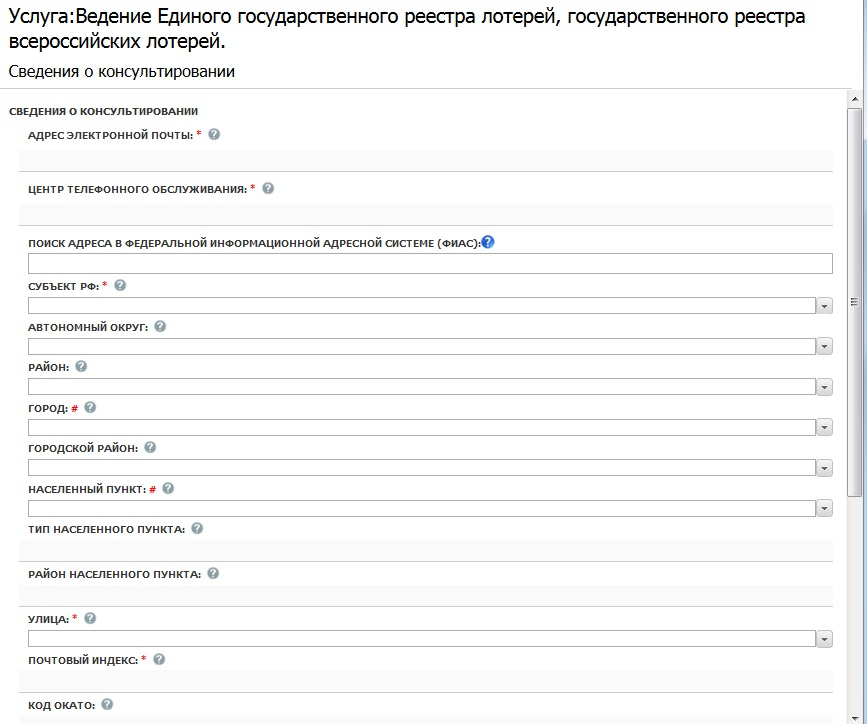 Услуга:Ведение Единого государственного реестра лотерей, государственного реестра
всероссийских лотерей.
Сведения о консультировании
СВЕДЕНИЯ О КОНСУЛЬТИРОВАНИИ
АДРЕС ЭЛЕКТРОННОЙ ПОЧТЫ: * ?
ЦЕНТР ТЕЛЕФОННОГО ОБСЛУЖИВАНИЯ: * ?
ПОИСК АДРЕСА В ФЕДЕРАЛЬНОЙ ИНФОРМАЦИОННОЙ АДРЕСНОЙ СИСТЕМЕ (ФИАС): ?
СУБЪЕКТ РФ: * ?
АВТОНОМНЫЙ ОКРУГ: ?
РАЙОН: ?
ГОРОД: # ?
ГОРОДСКОЙ РАЙОН: ?
НАСЕЛЕННЫЙ ПУНКТ: # ?
ТИП НАСЕЛЕННОГО ПУНКТА: ?
РАЙОН НАСЕЛЕННОГО ПУНКТА: ?
УЛИЦА: * ?
ПОЧТОВЫЙ ИНДЕКС: * ?
КОД ОКАТО: ?